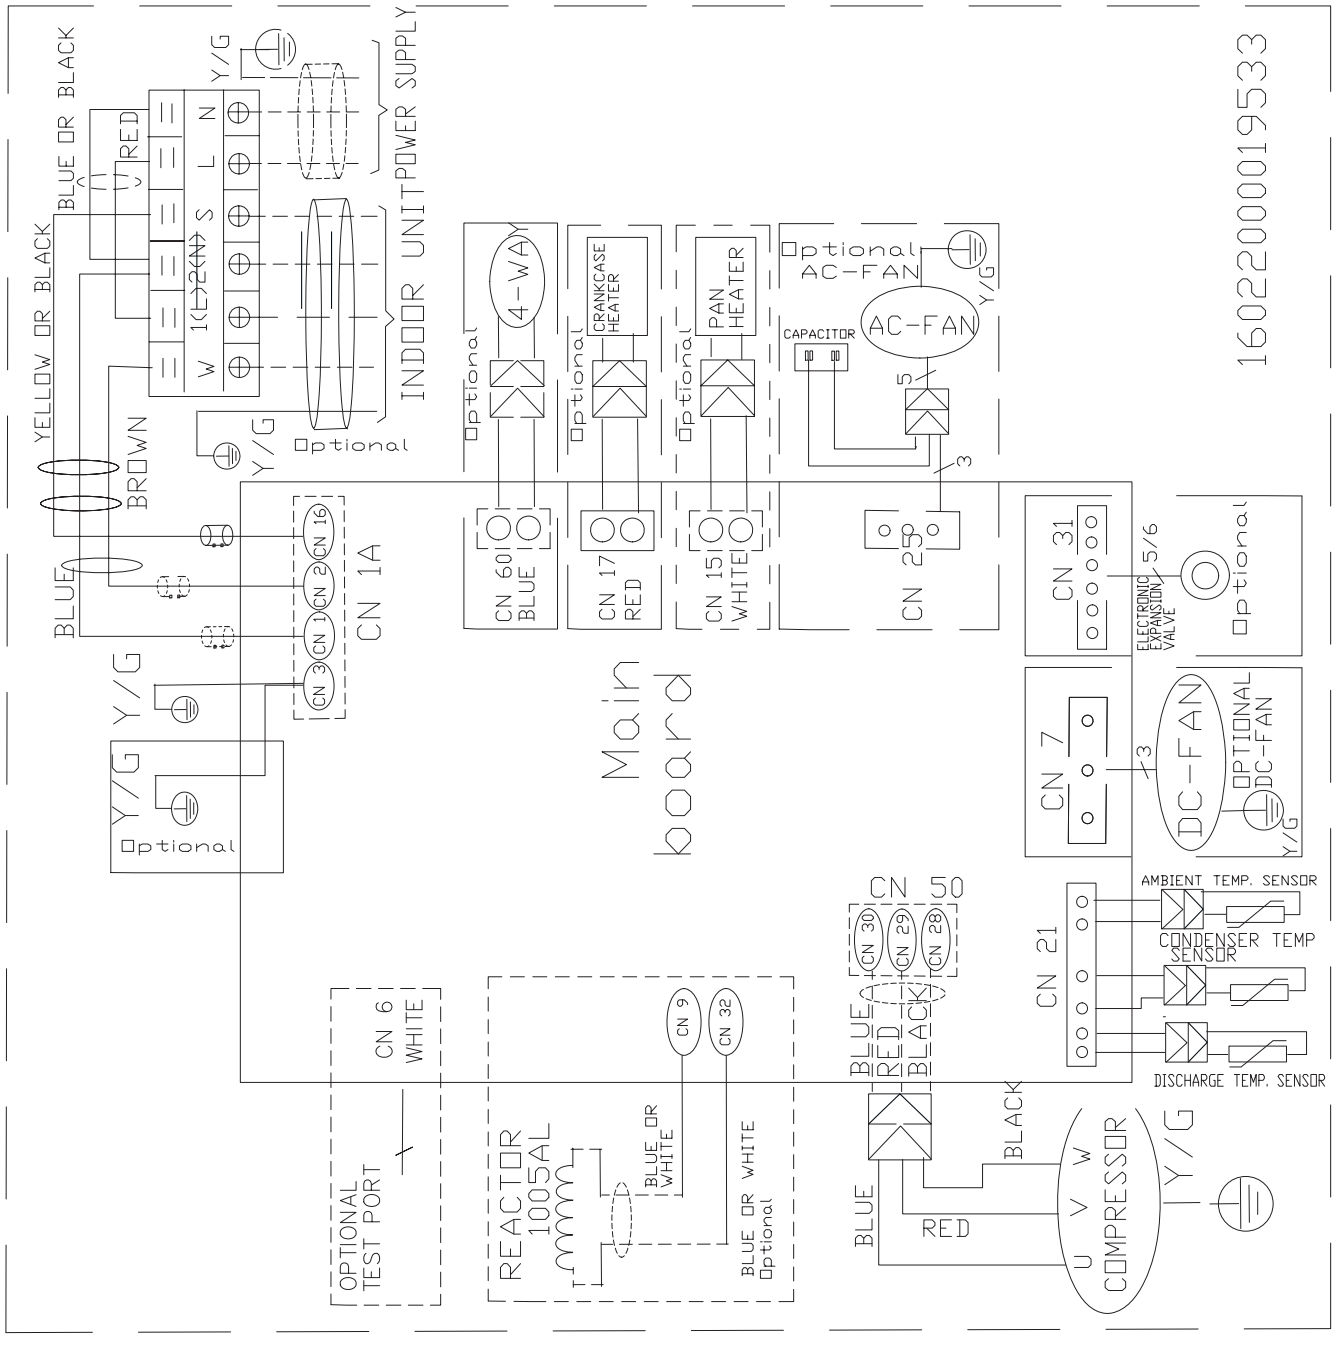 BLUE OR BLACK
YELLOW OR BLACK
RED
BROWN
BLUE
Y/G
N
L
S
1(L)2(N)
W
POWER SUPPLY
INDOOR UNIT
Y/G
Optional
Y/G
Y/G
Optional
CN 16
CN 2
CN 1
CN 3
CN 1A
4-WAY
Optional
CN 60
BLUE
CRANKCASE
HEATER
Optional
CN 17
RED
PAN
HEATER
Optional
CN 15
WHITE
Optional
AC-FAN
Y/G
AC-FAN
CAPACITOR
5
3
CN 25
16022000019533
CN 31
5/6
ELECTRONIC
EXPANSION
VALVE
Optional
Main
board
CN 7
3
DC-FAN
OPTIONAL
DC-FAN
Y/G
CN 21
AMBIENT TEMP. SENSOR
CONDENSER TEMP
SENSOR
DISCHARGE TEMP. SENSOR
CN 50
CN 30
CN 29
CN 28
BLUE
RED
BLACK
BLUE
RED
BLACK
U V W
COMPRESSOR
Y/G
CN 6
WHITE
OPTIONAL
TEST PORT
REACTOR
1005AL
CN 9
CN 32
BLUE OR
WHITE
BLUE OR WHITE
Optional